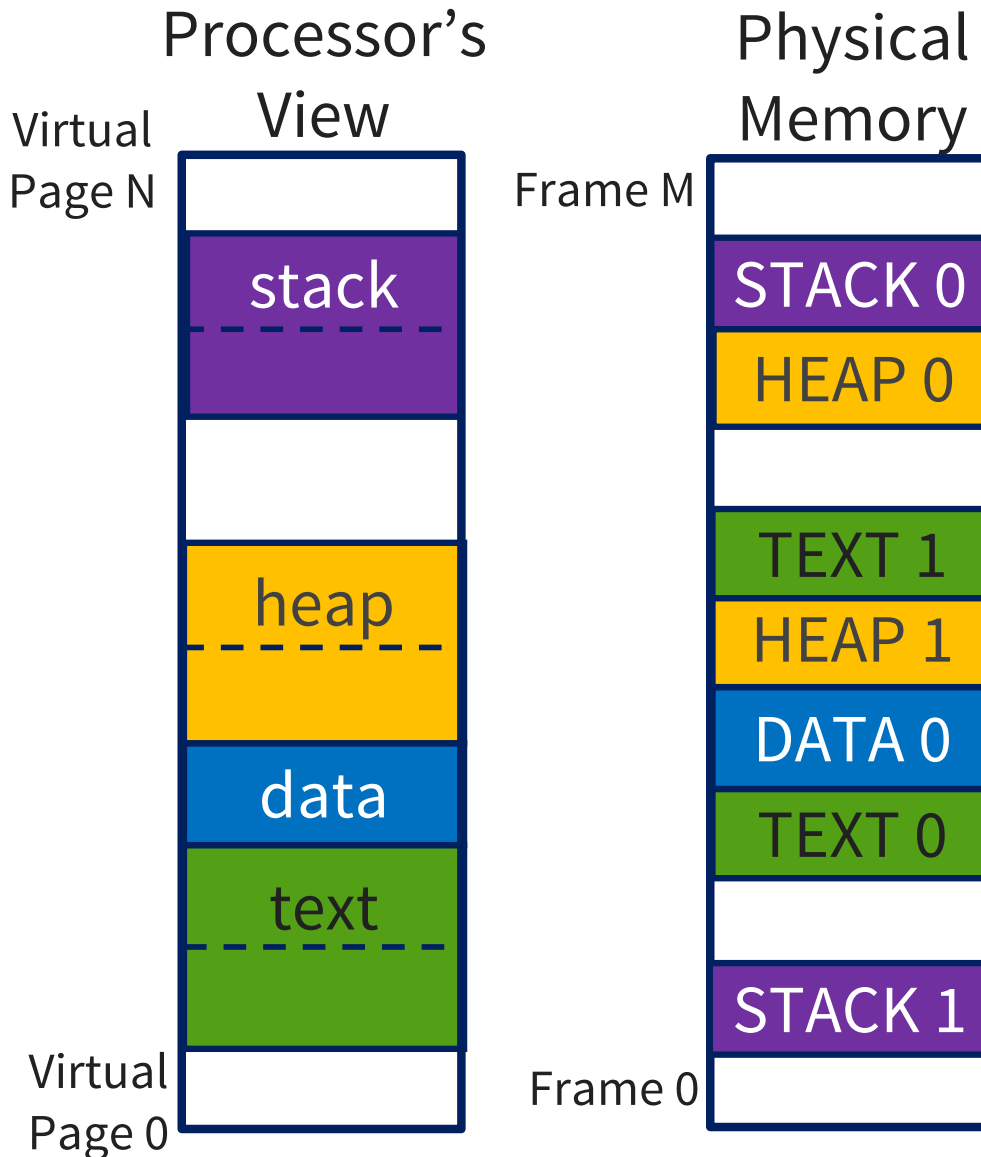 Processor's
View
Virtual
Page N
stack
heap
data
text
Virtual
Page 0
Physical
Memory
Frame M
STACK 0
HEAP 0
TEXT 1
HEAP 1
DATA 0
TEXT 0
STACK 1
Frame 0